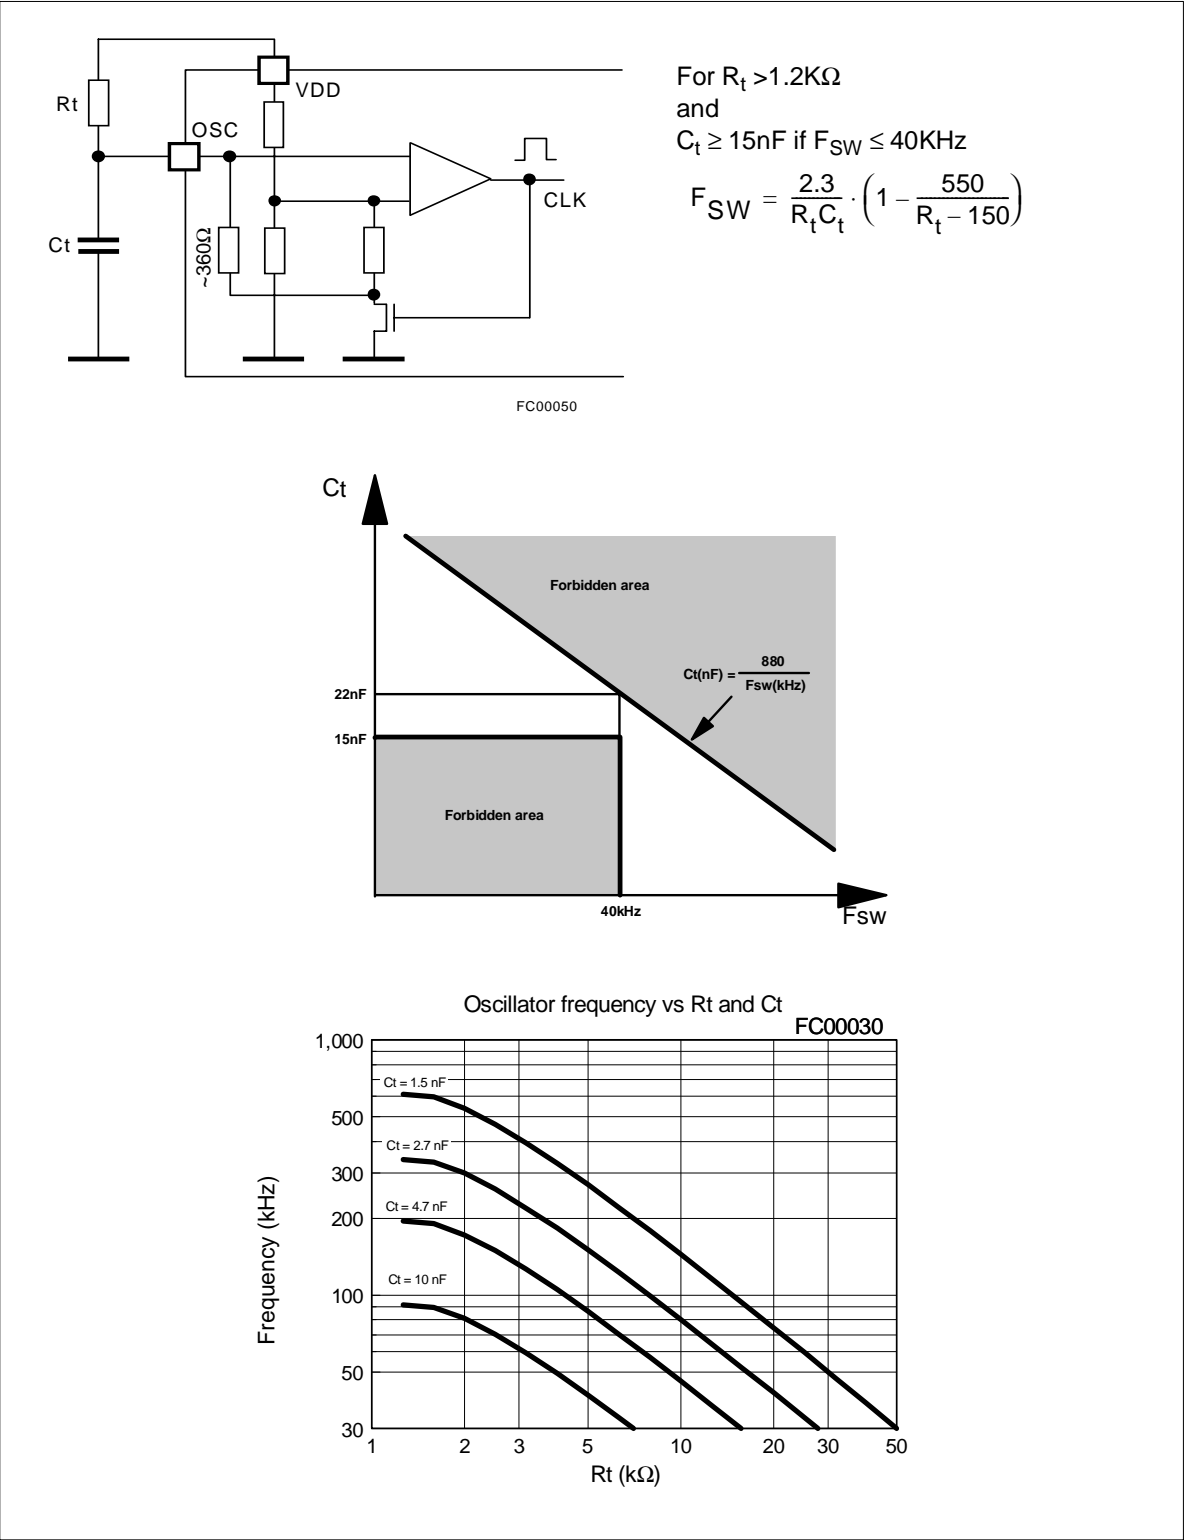 Rt
VDD
OSC
CLK
Ct
~360Ω
FC00050
For Rt >1.2KΩ
and
Ct ≥ 15nF if FSW ≤ 40KHz
FSW = 2.3 / RtCt · (1 − 550 / Rt − 150)
Ct
Forbidden area
Ct(nF) = 880 / Fsw(kHz)
22nF
15nF
Forbidden area
40kHz
Fsw
Oscillator frequency vs Rt and Ct
FC00030
1,000
Ct = 1.5 nF
500
Ct = 2.7 nF
300
Ct = 4.7 nF
200
Ct = 10 nF
100
50
30
Frequency (kHz)
1 2 3 5 10 20 30 50
Rt (kΩ)